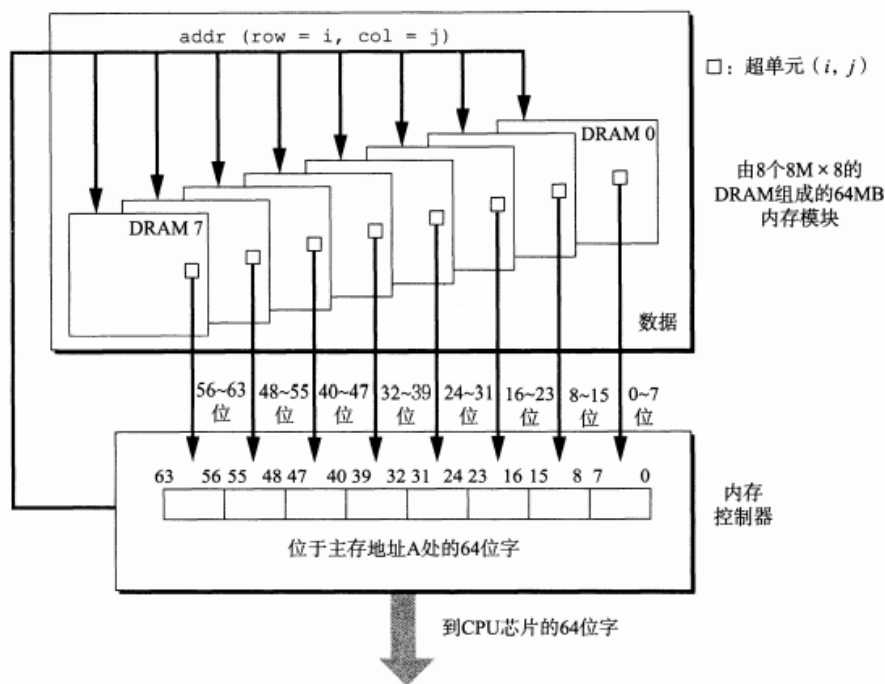 addr (row = i, col = j)
□：超单元（i, j）
DRAM 0
由8个8M×8的
DRAM组成的64MB
内存模块
DRAM 7
数据
56~63 48~55 40~47 32~39 24~31 16~23 8~15 0~7
位 位 位 位 位 位 位 位
63 56 55 48 47 40 39 32 31 24 23 16 15 8 7 0
内存
控制器
位于主存地址A处的64位字
到CPU芯片的64位字